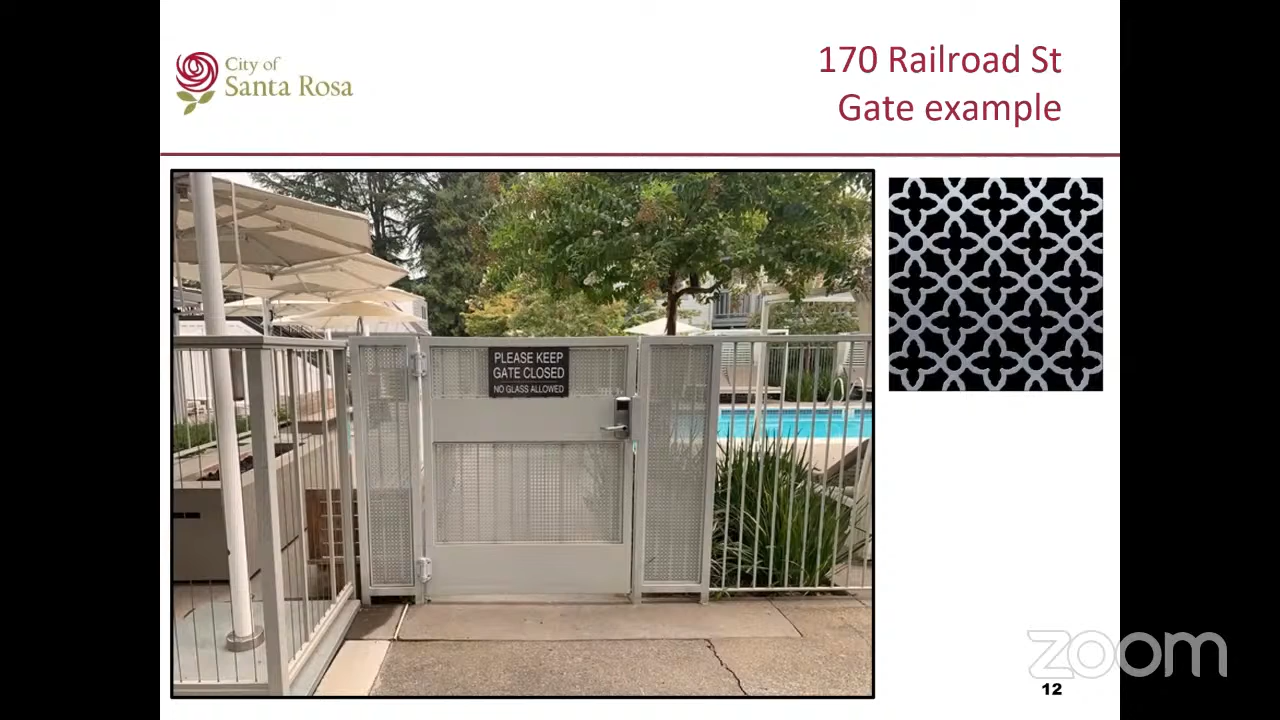 City of
Santa Rosa
170 Railroad St
Gate example
PLEASE KEEP
GATE CLOSED
NO GLASS ALLOWED
zoom
12